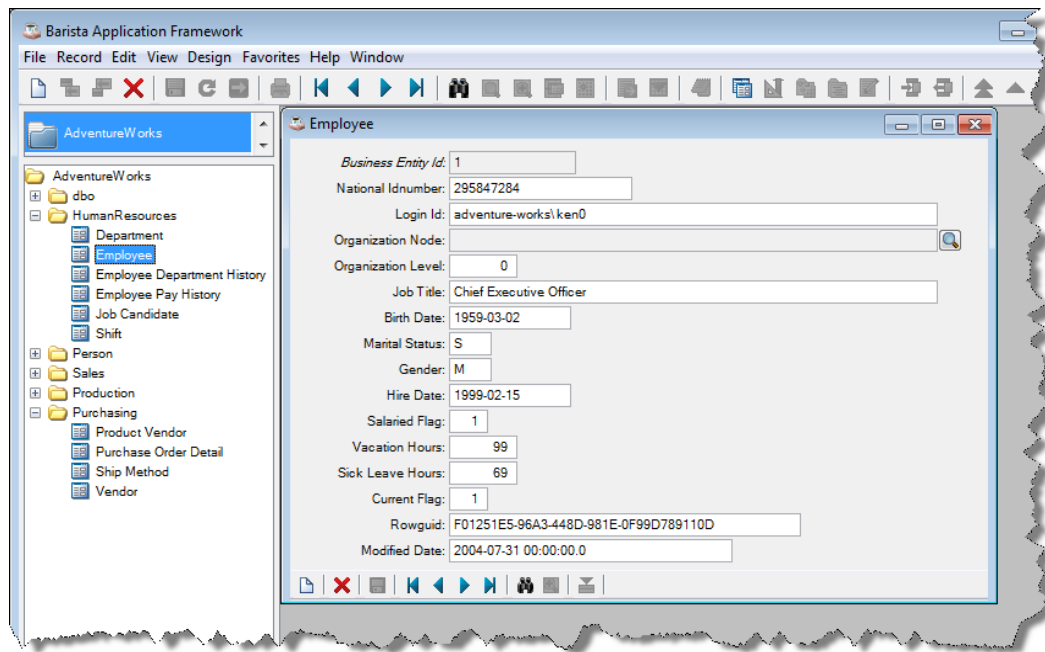 Barista Application Framework
File Record Edit View Design Favorites Help Window
AdventureWorks
AdventureWorks
dbo
HumanResources
Department
Employee
Employee Department History
Employee Pay History
Job Candidate
Shift
Person
Sales
Production
Purchasing
Product Vendor
Purchase Order Detail
Ship Method
Vendor
Employee
Business Entity Id: 1
National Idnumber: 295847284
Login Id: adventure-works\ken0
Organization Node:
Organization Level: 0
Job Title: Chief Executive Officer
Birth Date: 1959-03-02
Marital Status: S
Gender: M
Hire Date: 1999-02-15
Salaried Flag: 1
Vacation Hours: 99
Sick Leave Hours: 69
Current Flag: 1
Rowguid: F01251E5-96A3-448D-981E-0F99D789110D
Modified Date: 2004-07-31 00:00:00.0